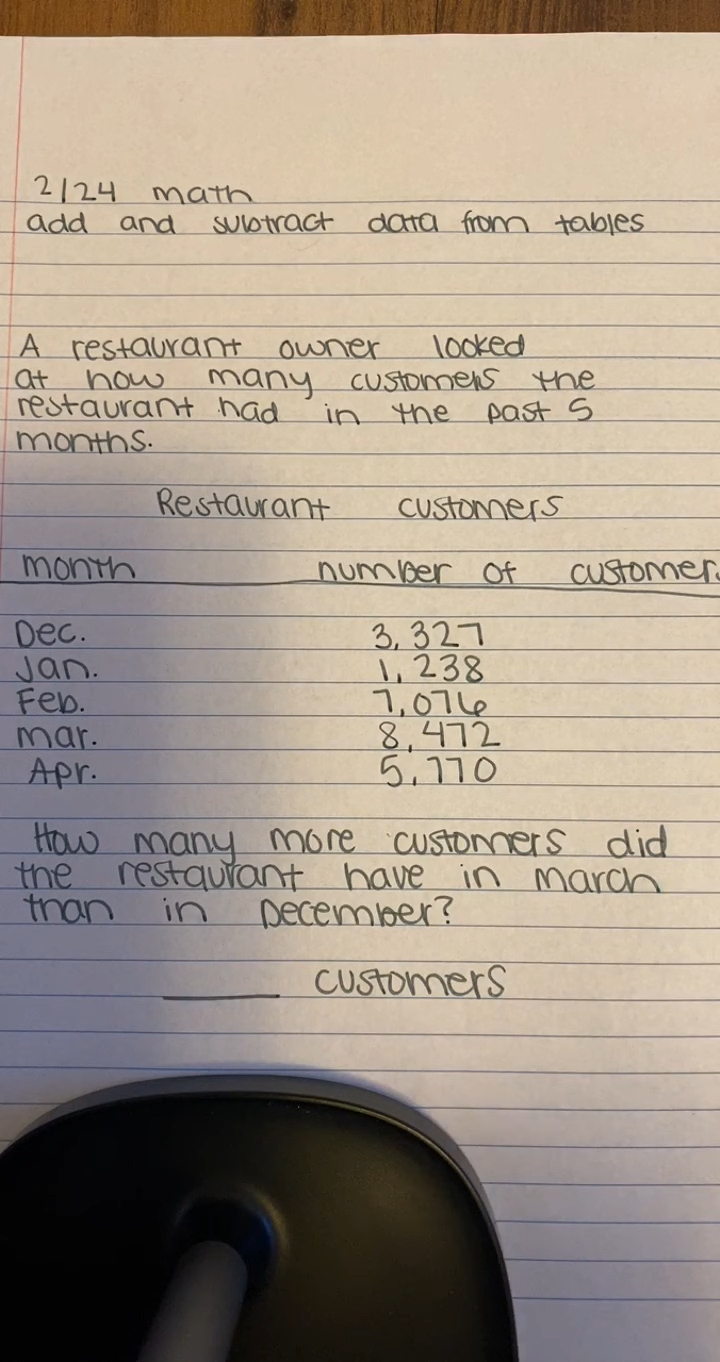 2/24 math
add and subtract data from tables
A restaurant owner looked
at how many customers the
restaurant had in the past 5
months.
Restaurant customers
month number of customer
Dec. 3,327
Jan. 1,238
Feb. 7,076
mar. 8,472
Apr. 5,770
How many more customers did
the restaurant have in march
than in December?
____ customers